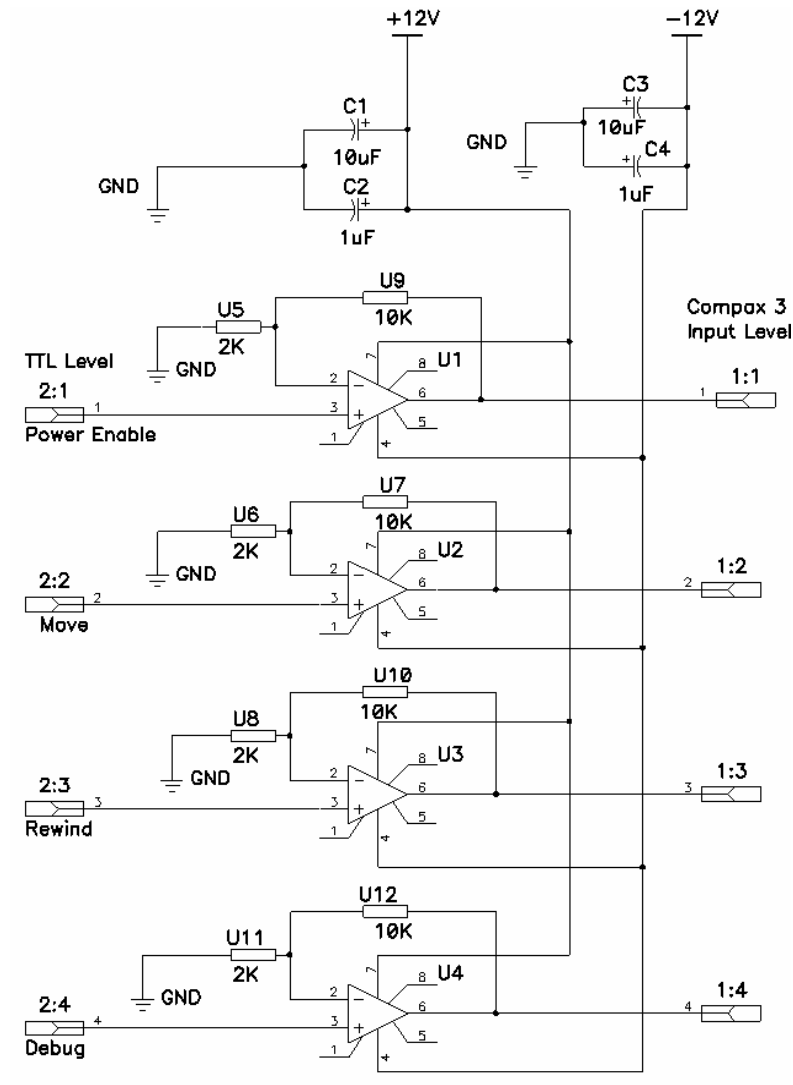 +12V
-12V
C1
10uF
C2
1uF
GND
C3
10uF
C4
1uF
GND
U9
10K
U5
2K
GND
7
8
U1
2
-
3
+
6
1
4
5
TTL Level
2:1
1
Power Enable
Compax 3
Input Level
1:1
1
U7
10K
U6
2K
GND
7
8
U2
2
-
3
+
6
1
4
5
2:2
2
Move
1:2
2
U10
10K
U8
2K
GND
7
8
U3
2
-
3
+
6
1
4
5
2:3
3
Rewind
1:3
3
U12
10K
U11
2K
GND
7
8
U4
2
-
3
+
6
1
4
5
2:4
4
Debug
1:4
4